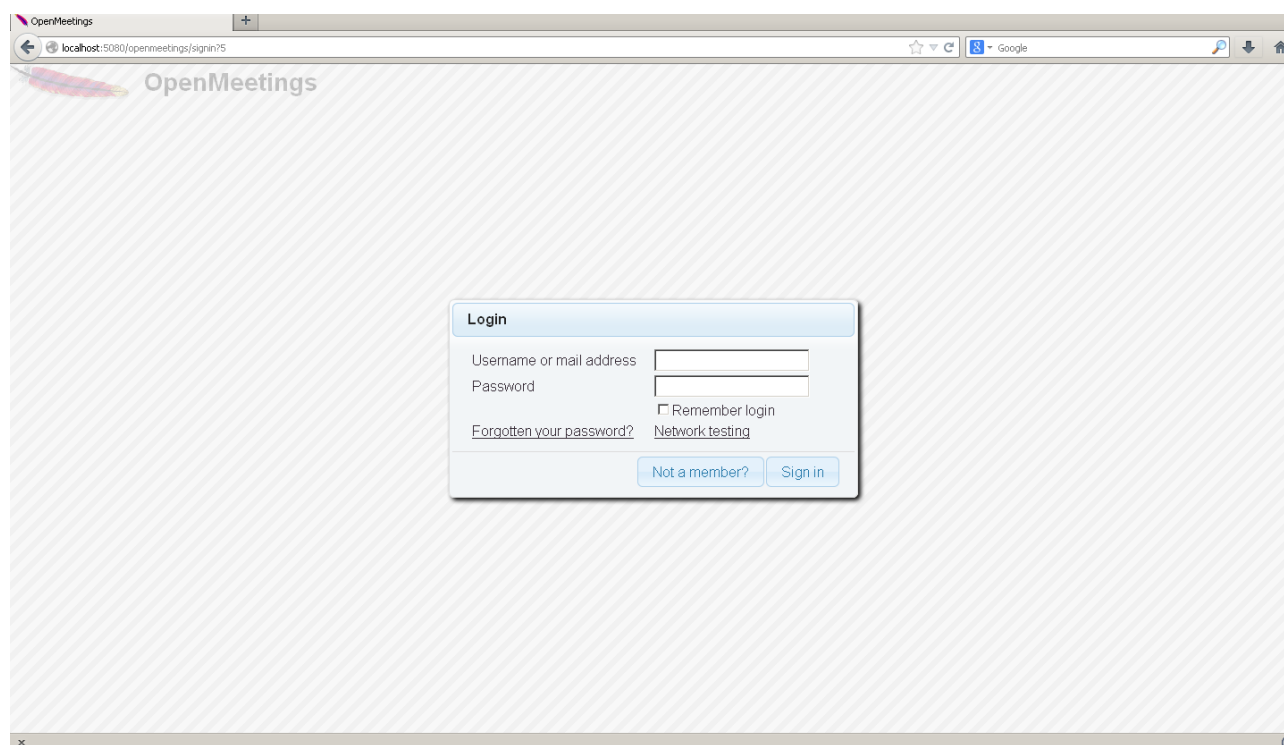 OpenMeetings +
localhost:5080/openmeetings/signin?5 Google
OpenMeetings
Login
Username or mail address
Password
Remember login
Forgotten your password? Network testing
Not a member? Sign in
x